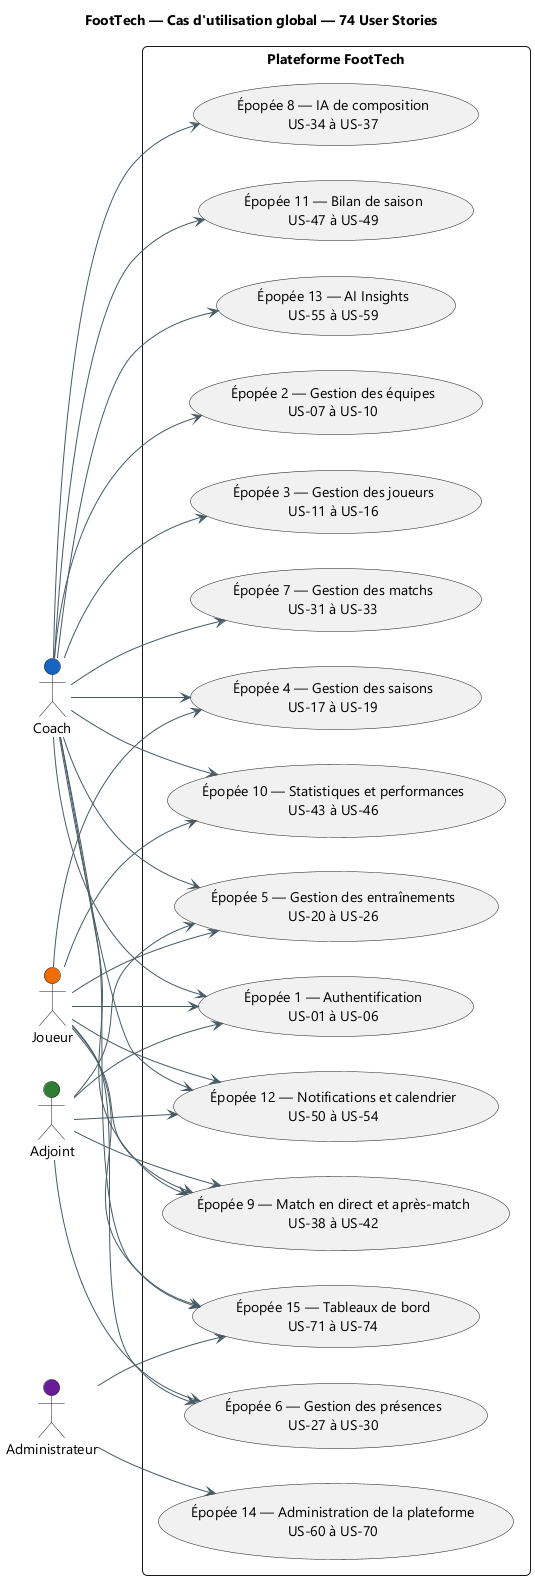 FootTech — Cas d'utilisation global — 74 User Stories
Plateforme FootTech
Épopée 8 — IA de composition
US-34 à US-37
Épopée 11 — Bilan de saison
US-47 à US-49
Épopée 13 — AI Insights
US-55 à US-59
Épopée 2 — Gestion des équipes
US-07 à US-10
Épopée 3 — Gestion des joueurs
US-11 à US-16
Épopée 7 — Gestion des matchs
US-31 à US-33
Épopée 4 — Gestion des saisons
US-17 à US-19
Coach
Épopée 10 — Statistiques et performances
US-43 à US-46
Épopée 5 — Gestion des entraînements
US-20 à US-26
Épopée 1 — Authentification
US-01 à US-06
Joueur
Épopée 12 — Notifications et calendrier
US-50 à US-54
Adjoint
Épopée 9 — Match en direct et après-match
US-38 à US-42
Épopée 15 — Tableaux de bord
US-71 à US-74
Épopée 6 — Gestion des présences
US-27 à US-30
Administrateur
Épopée 14 — Administration de la plateforme
US-60 à US-70